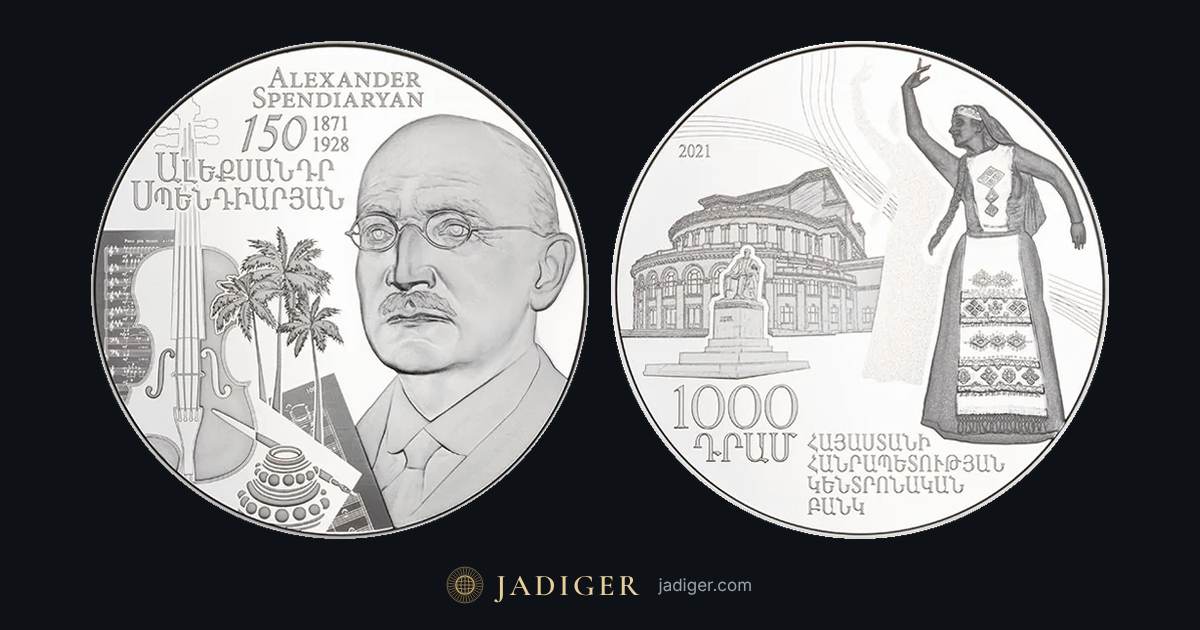 ALEXANDER
SPENDIARYAN
150 1871
1928
ԱԼԵՔՍԱՆԴՐ
ՍՊԵՆԴԻԱՐՅԱՆ
2021
1000
ԴՐԱՄ
ՀԱՅԱՍՏԱՆԻ
ՀԱՆՐԱՊԵՏՈՒԹՅԱՆ
ԿԵՆՏՐՈՆԱԿԱՆ
ԲԱՆԿ
JADIGER jadiger.com